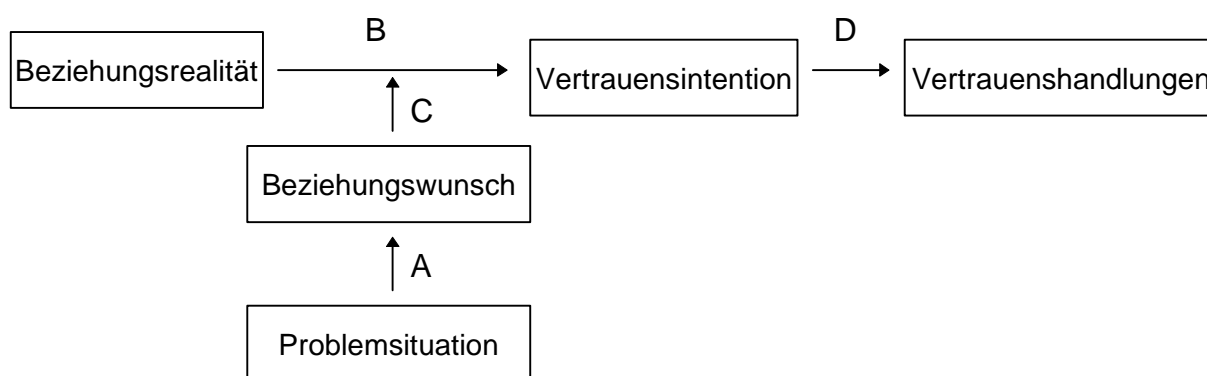 B
D
Beziehungsrealität
Vertrauensintention
Vertrauenshandlungen
C
Beziehungswunsch
A
Problemsituation